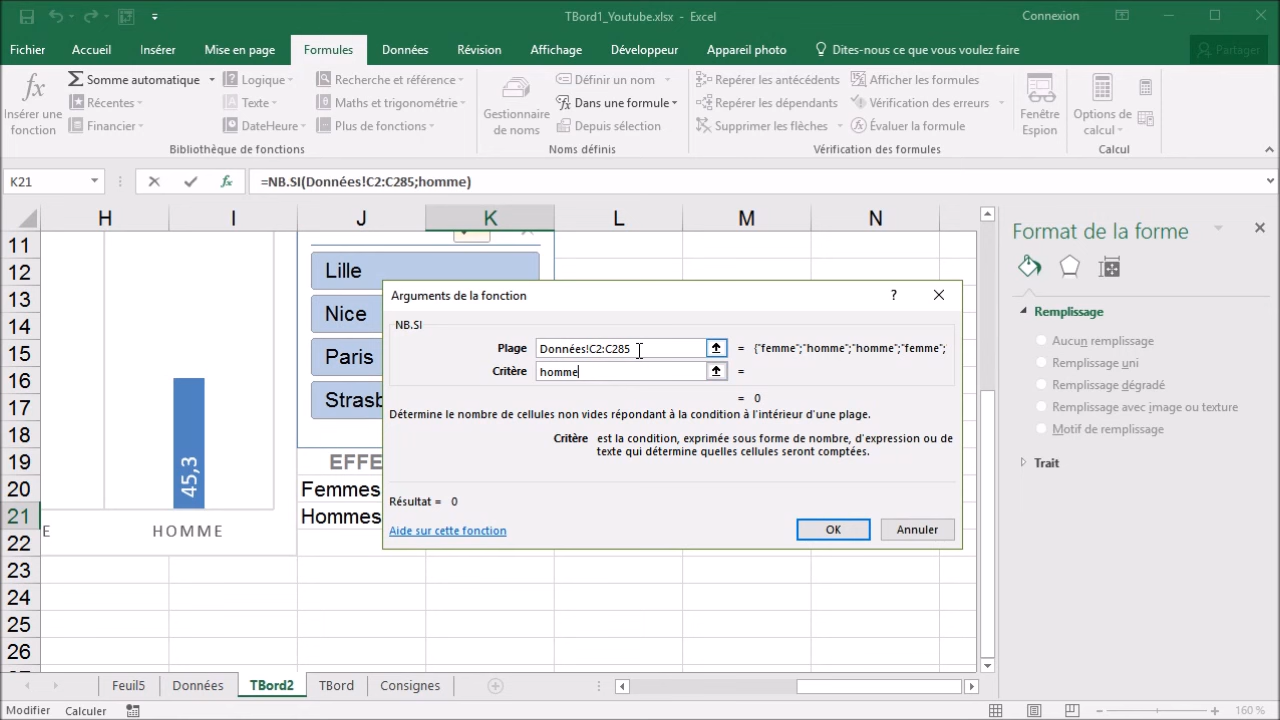 TBord1_Youtube.xlsx - Excel
Connexion
Fichier Accueil Insérer Mise en page Formules Données Révision Affichage Développeur Appareil photo Dites-nous ce que vous voulez faire Partager
Insérer une fonction
Somme automatique
Récentes
Financier
Logique
Texte
DateHeure
Recherche et référence
Maths et trigonométrie
Plus de fonctions
Bibliothèque de fonctions
Gestionnaire de noms
Définir un nom
Dans une formule
Depuis sélection
Noms définis
Repérer les antécédents
Repérer les dépendants
Supprimer les flèches
Afficher les formules
Vérification des erreurs
Évaluer la formule
Vérification des formules
Fenêtre Espion
Options de calcul
Calcul
K21
fx
=NB.SI(Données!C2:C285;homme)
H I J K L M N
11
12
13
14
15
16
17
18
19
20
21
22
23
24
25
26
Lille
Nice
Paris
Strasb
45,3
E
HOMME
EFFE
Femmes
Hommes
Arguments de la fonction
?
NB.SI
Plage Données!C2:C285 = {"femme";"homme";"homme";"femme";
Critère homme =
= 0
Détermine le nombre de cellules non vides répondant à la condition à l'intérieur d'une plage.
Critère est la condition, exprimée sous forme de nombre, d'expression ou de
texte qui détermine quelles cellules seront comptées.
Résultat = 0
Aide sur cette fonction
OK
Annuler
Format de la forme
Remplissage
Aucun remplissage
Remplissage uni
Remplissage dégradé
Remplissage avec image ou texture
Motif de remplissage
Trait
Feuil5 Données TBord2 TBord Consignes
Modifier Calculer
160 %